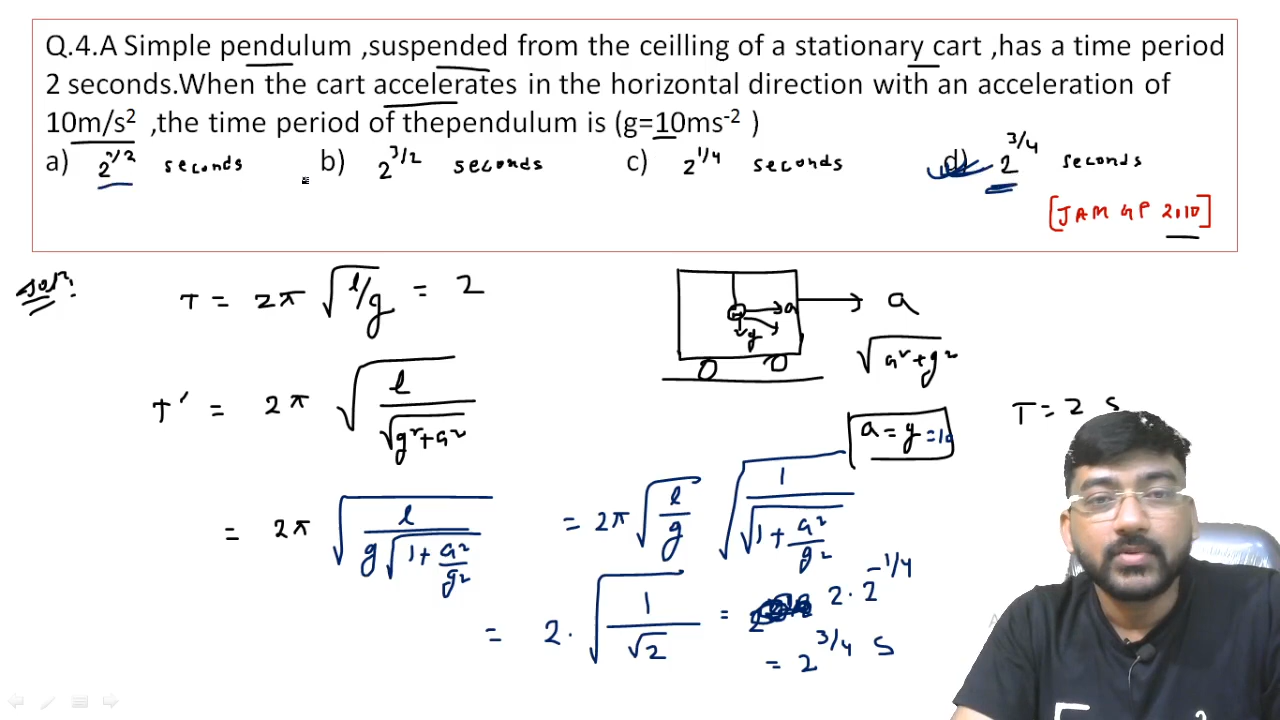 Q.4.A Simple pendulum ,suspended from the ceilling of a stationary cart ,has a time period
2 seconds.When the cart accelerates in the horizontal direction with an acceleration of
10m/s² ,the time period of thependulum is (g=10ms⁻² )
a) 2^1/2 seconds b) 2^3/2 seconds c) 2^1/4 seconds d) 2^3/4 seconds
[JAM GP 2010]
Solⁿ:
T = 2π √l/g = 2
a
a
g
√a²+g²
T' = 2π √(l/√(g²+a²))
a = g =10
T = 2 s
= 2π √(l/(g√(1+a²/g²)))
= 2π √(l/g) √(1/√(1+a²/g²))
= 2. √(1/√2)
= 2.2^-1/4
= 2^3/4 s